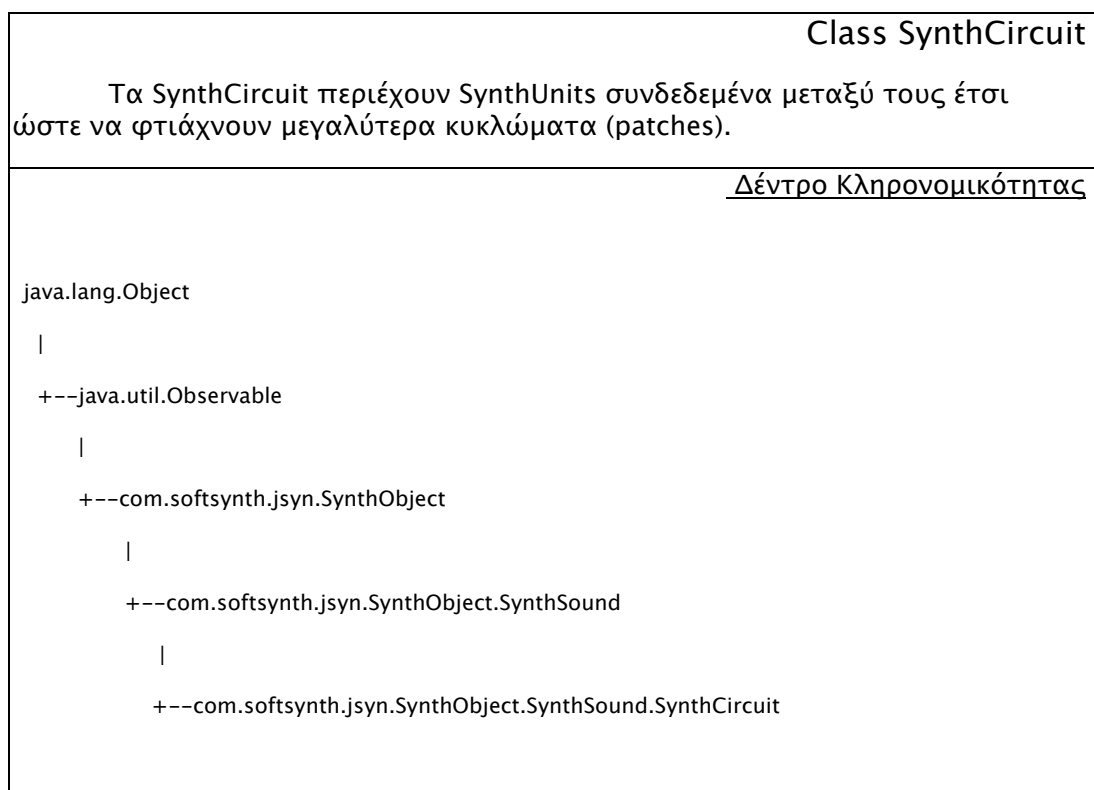 Class SynthCircuit
Τα SynthCircuit περιέχουν SynthUnits συνδεδεμένα μεταξύ τους έτσι
ώστε να φτιάχνουν μεγαλύτερα κυκλώματα (patches).
Δέντρο Κληρονομικότητας
java.lang.Object
|
+--java.util.Observable
|
+--com.softsynth.jsyn.SynthObject
|
+--com.softsynth.jsyn.SynthObject.SynthSound
|
+--com.softsynth.jsyn.SynthObject.SynthSound.SynthCircuit